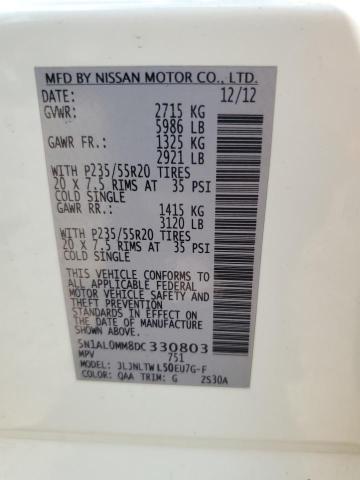 MFD BY NISSAN MOTOR CO., LTD.
DATE: 12/12
GVWR: 2715 KG
5986 LB
GAWR FR.: 1325 KG
2921 LB
WITH P235/55R20 TIRES
20 X 7.5 RIMS AT 35 PSI
COLD SINGLE
GAWR RR: 1415 KG
3120 LB
WITH P235/55R20 TIRES
20 X 7.5 RIMS AT 35 PSI
COLD SINGLE
THIS VEHICLE CONFORMS TO
ALL APPLICABLE FEDERAL
MOTOR VEHICLE SAFETY, BUMPER,
AND THEFT PREVENTION
STANDARDS IN EFFECT ON
THE DATE OF MANUFACTURE
SHOWN ABOVE.
5N1AL0MM8DC330803
MPV 751
MODEL: JLJNLTWL50EU7G-F
COLOR: QAA TRIM: G 2S30A